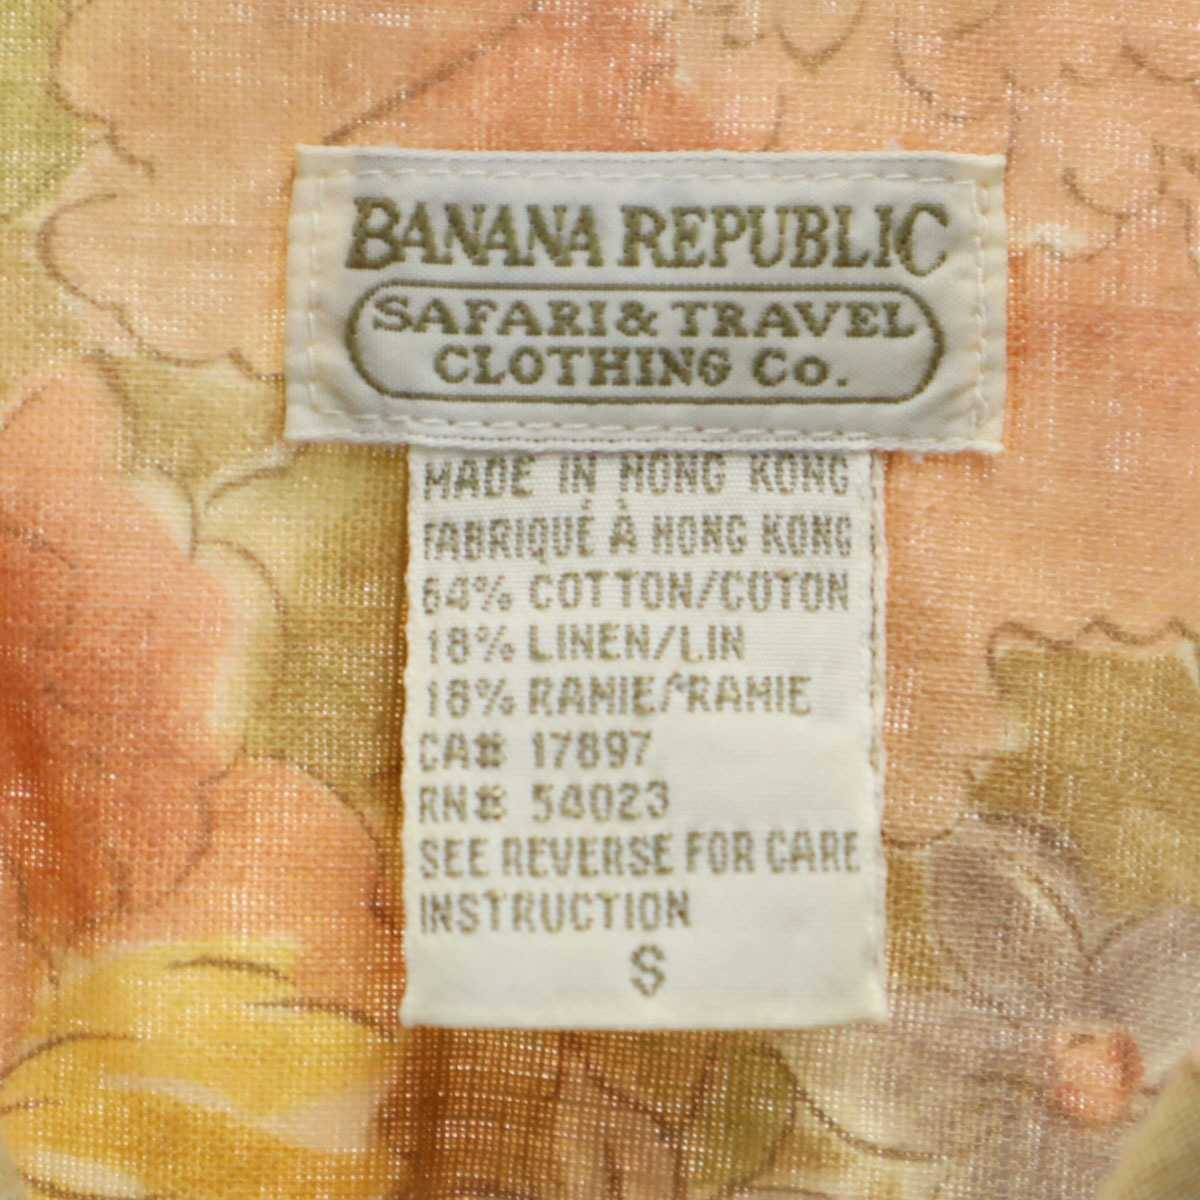 BANANA REPUBLIC
SAFARI & TRAVEL
CLOTHING Co.
MADE IN HONG KONG
FABRIQUÉ À HONG KONG
64% COTTON/COTON
18% LINEN/LIN
18% RAMIE/RAMIE
CA# 17897
RN# 54023
SEE REVERSE FOR CARE
INSTRUCTION
S